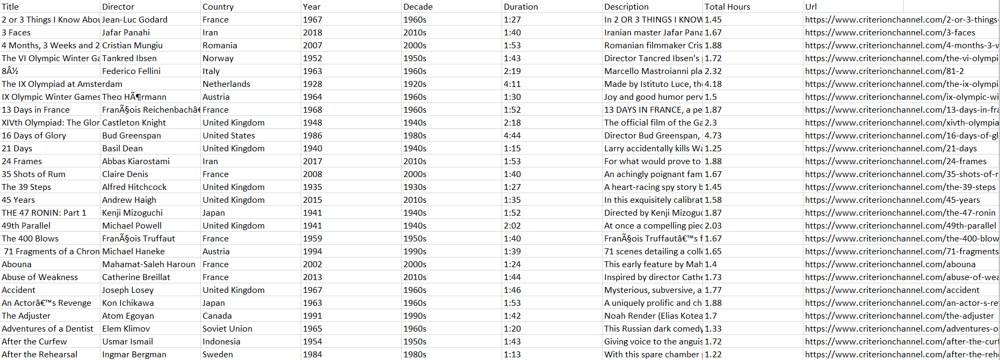 Title Director Country Year Decade Duration Description Total Hours Url
2 or 3 Things I Know Abou Jean-Luc Godard France 1967 1960s 1:27 In 2 OR 3 THINGS I KNOW 1.45 https://www.criterionchannel.com/2-or-3-things-
3 Faces Jafar Panahi Iran 2018 2010s 1:40 Iranian master Jafar Pana 1.67 https://www.criterionchannel.com/3-faces
4 Months, 3 Weeks and 2 Cristian Mungiu Romania 2007 2000s 1:53 Romanian filmmaker Cris 1.88 https://www.criterionchannel.com/4-months-3-w
The VI Olympic Winter Ga Tankred Ibsen Norway 1952 1950s 1:43 Director Tancred Ibsen's 1.72 https://www.criterionchannel.com/the-vi-olympi
8Â½ Federico Fellini Italy 1963 1960s 2:19 Marcello Mastroianni pla 2.32 https://www.criterionchannel.com/81-2
The IX Olympiad at Amsterdam Netherlands 1928 1920s 4:11 Made by Istituto Luce, the 4.18 https://www.criterionchannel.com/the-ix-olympi
IX Olympic Winter Games Theo HÃ¶rmann Austria 1964 1960s 1:30 Joy and good humor perv 1.5 https://www.criterionchannel.com/ix-olympic-wi
13 Days in France FranÃ§ois Reichenbachâ€ France 1968 1960s 1:52 13 DAYS IN FRANCE, a pe 1.87 https://www.criterionchannel.com/13-days-in-fra
XIVth Olympiad: The Glor Castleton Knight United Kingdom 1948 1940s 2:18 The official film of the Ga 2.3 https://www.criterionchannel.com/xivth-olympia
16 Days of Glory Bud Greenspan United States 1986 1980s 4:44 Director Bud Greenspan, 4.73 https://www.criterionchannel.com/16-days-of-gl
21 Days Basil Dean United Kingdom 1940 1940s 1:15 Larry accidentally kills Wa 1.25 https://www.criterionchannel.com/21-days
24 Frames Abbas Kiarostami Iran 2017 2010s 1:53 For what would prove to 1.88 https://www.criterionchannel.com/24-frames
35 Shots of Rum Claire Denis France 2008 2000s 1:40 An achingly poignant fam 1.67 https://www.criterionchannel.com/35-shots-of-r
The 39 Steps Alfred Hitchcock United Kingdom 1935 1930s 1:27 A heart-racing spy story b 1.45 https://www.criterionchannel.com/the-39-steps
45 Years Andrew Haigh United Kingdom 2015 2010s 1:35 In this exquisitely calibrat 1.58 https://www.criterionchannel.com/45-years
THE 47 RONIN: Part 1 Kenji Mizoguchi Japan 1941 1940s 1:52 Directed by Kenji Mizoguc 1.87 https://www.criterionchannel.com/the-47-ronin
49th Parallel Michael Powell United Kingdom 1941 1940s 2:02 At once a compelling piec 2.03 https://www.criterionchannel.com/49th-parallel
The 400 Blows FranÃ§ois Truffaut France 1959 1950s 1:40 FranÃ§ois Truffautâ€™s f 1.67 https://www.criterionchannel.com/the-400-blow
71 Fragments of a Chron Michael Haneke Austria 1994 1990s 1:39 71 scenes detailing a coll 1.65 https://www.criterionchannel.com/71-fragments
Abouna Mahamat-Saleh Haroun France 2002 2000s 1:24 This early feature by Mah 1.4 https://www.criterionchannel.com/abouna
Abuse of Weakness Catherine Breillat France 2013 2010s 1:44 Inspired by director Cathe 1.73 https://www.criterionchannel.com/abuse-of-wea
Accident Joseph Losey United Kingdom 1967 1960s 1:46 Mysterious, subversive, a 1.77 https://www.criterionchannel.com/accident
An Actorâ€™s Revenge Kon Ichikawa Japan 1963 1960s 1:53 A uniquely prolific and ch 1.88 https://www.criterionchannel.com/an-actor-s-re
The Adjuster Atom Egoyan Canada 1991 1990s 1:42 Noah Render (Elias Kotea 1.7 https://www.criterionchannel.com/the-adjuster
Adventures of a Dentist Elem Klimov Soviet Union 1965 1960s 1:20 This Russian dark comedy 1.33 https://www.criterionchannel.com/adventures-o
After the Curfew Usmar Ismail Indonesia 1954 1950s 1:43 Giving voice to the anguis 1.72 https://www.criterionchannel.com/after-the-curf
After the Rehearsal Ingmar Bergman Sweden 1984 1980s 1:13 With this spare chamber 1.22 https://www.criterionchannel.com/after-the-reh